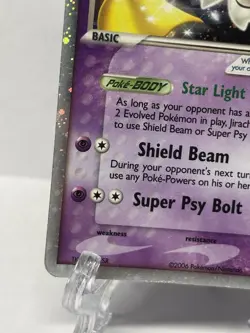 BASIC
Poké-BODY Star Light
As long as your opponent has a
2 Evolved Pokémon in play, Jirach
to use Shield Beam or Super Psy
Shield Beam
During your opponent's next tur
use any Poké-Powers on his or her
Super Psy Bolt
weakness resistance
©2006 Pokémon/Nintendo